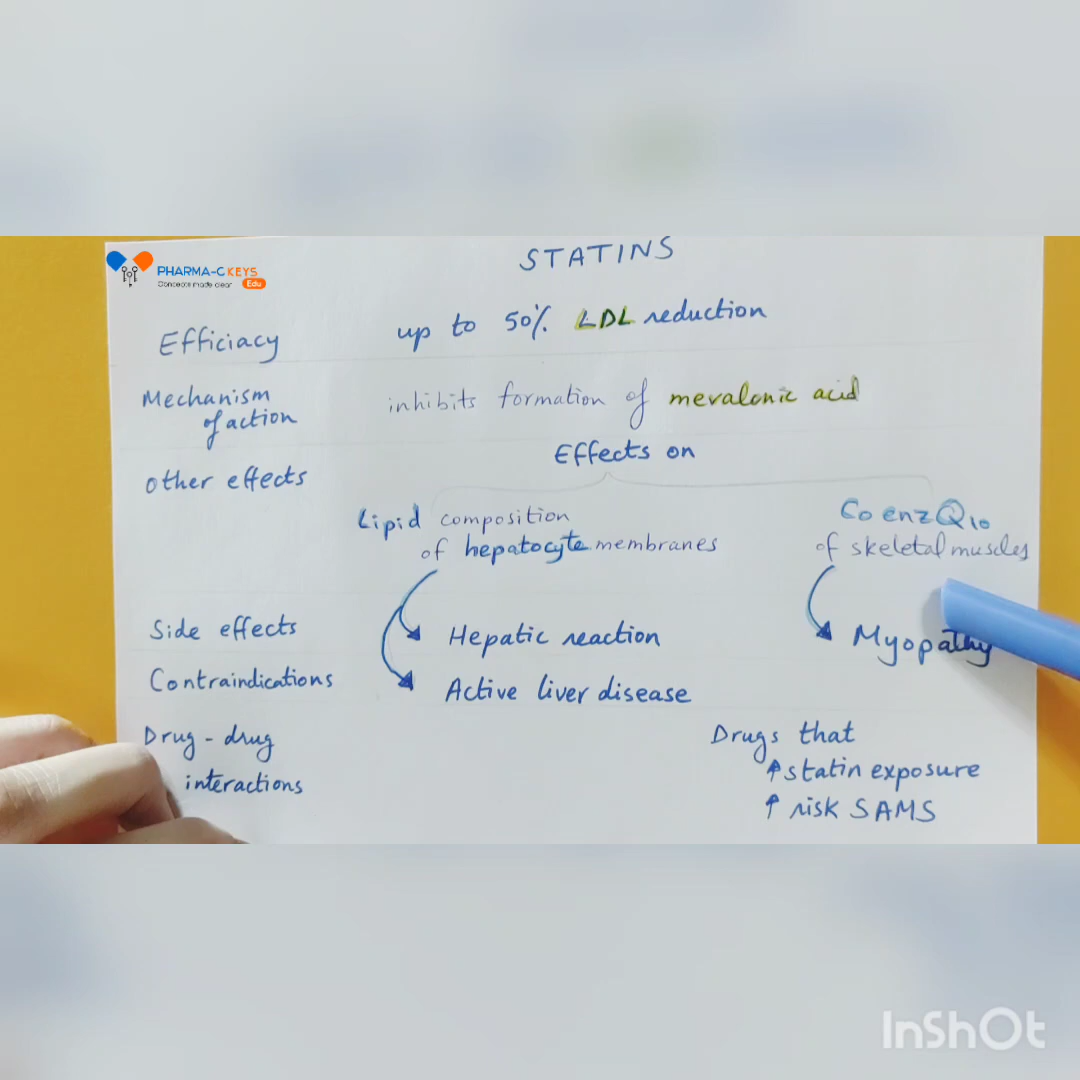 STATINS
PHARMA-CKEYS
Concepts made clear Edu
Efficiacy up to 50% LDL reduction
Mechanism of action inhibits formation of mevalonic acid
Other effects Effects on
Lipid composition
of hepatocyte membranes
Co enzQ10
of skeletal muscles
Side effects Hepatic reaction Myopathy
Contraindications Active liver disease
Drug-drug
interactions
Drugs that
↑ statin exposure
↑ risk SAMS
InShOt